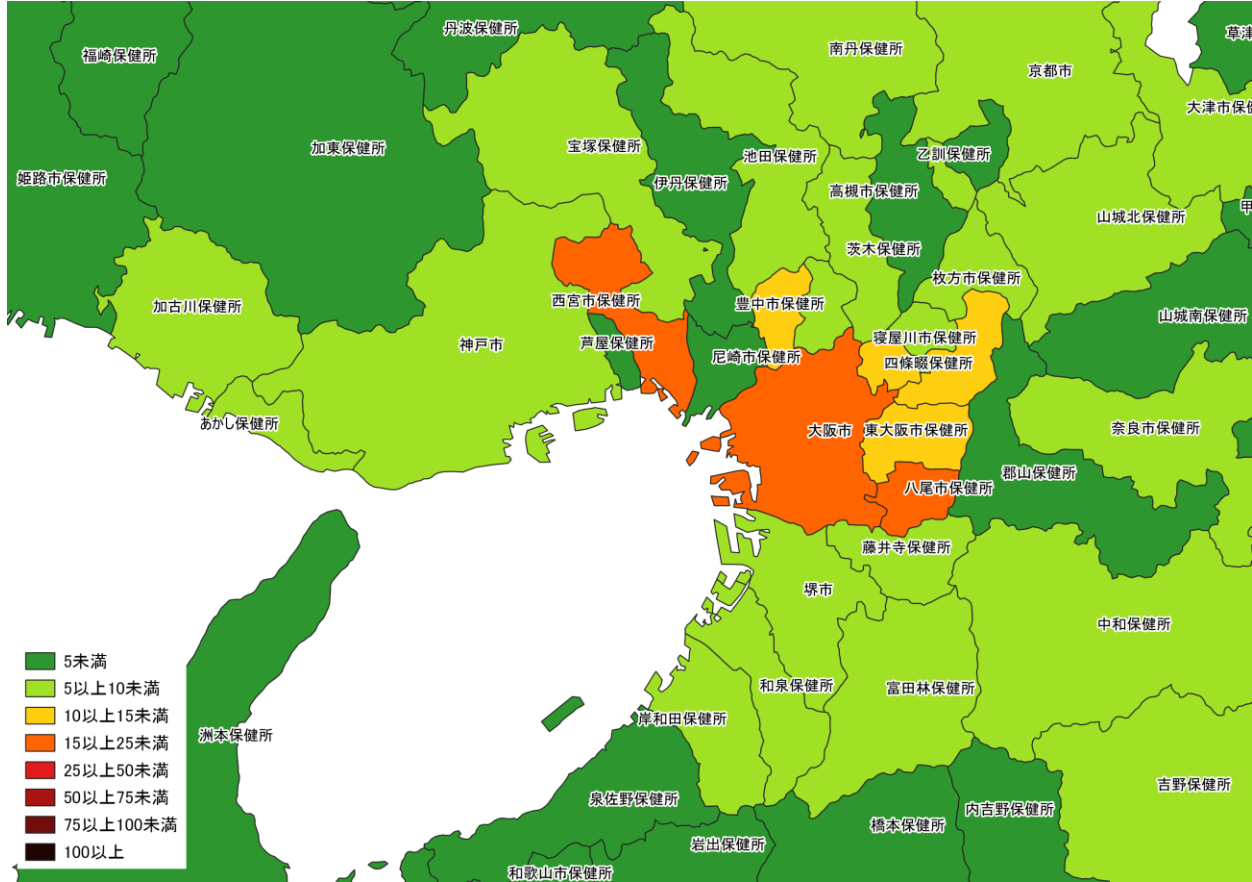 丹波保健所
草津
福崎保健所
南丹保健所
京都市
大津市保健
加東保健所
宝塚保健所
池田保健所
乙訓保健所
姫路市保健所
伊丹保健所
高槻市保健所
甲
山城北保健所
茨木保健所
枚方市保健所
加古川保健所
西宮市保健所
豊中市保健所
山城南保健所
神戸市
芦屋保健所
尼崎市保健所
寝屋川市保健所
四條畷保健所
あかし保健所
大阪市
東大阪市保健所
奈良市保健所
郡山保健所
八尾市保健所
藤井寺保健所
堺市
中和保健所
和泉保健所
富田林保健所
岸和田保健所
洲本保健所
吉野保健所
泉佐野保健所
内吉野保健所
橋本保健所
岩出保健所
和歌山市保健所
5未満
5以上10未満
10以上15未満
15以上25未満
25以上50未満
50以上75未満
75以上100未満
100以上